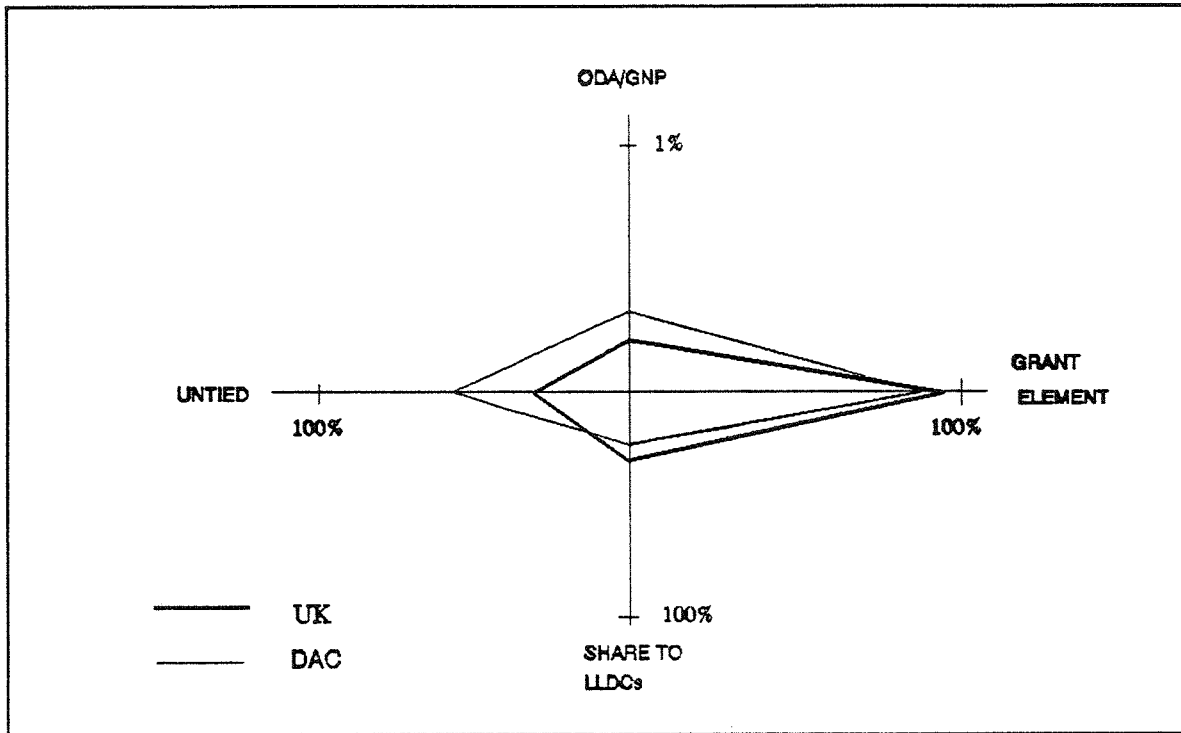 ODA/GNP
1%
GRANT
ELEMENT
100%
UNTIED
100%
100%
SHARE TO
LLDCs
UK
DAC